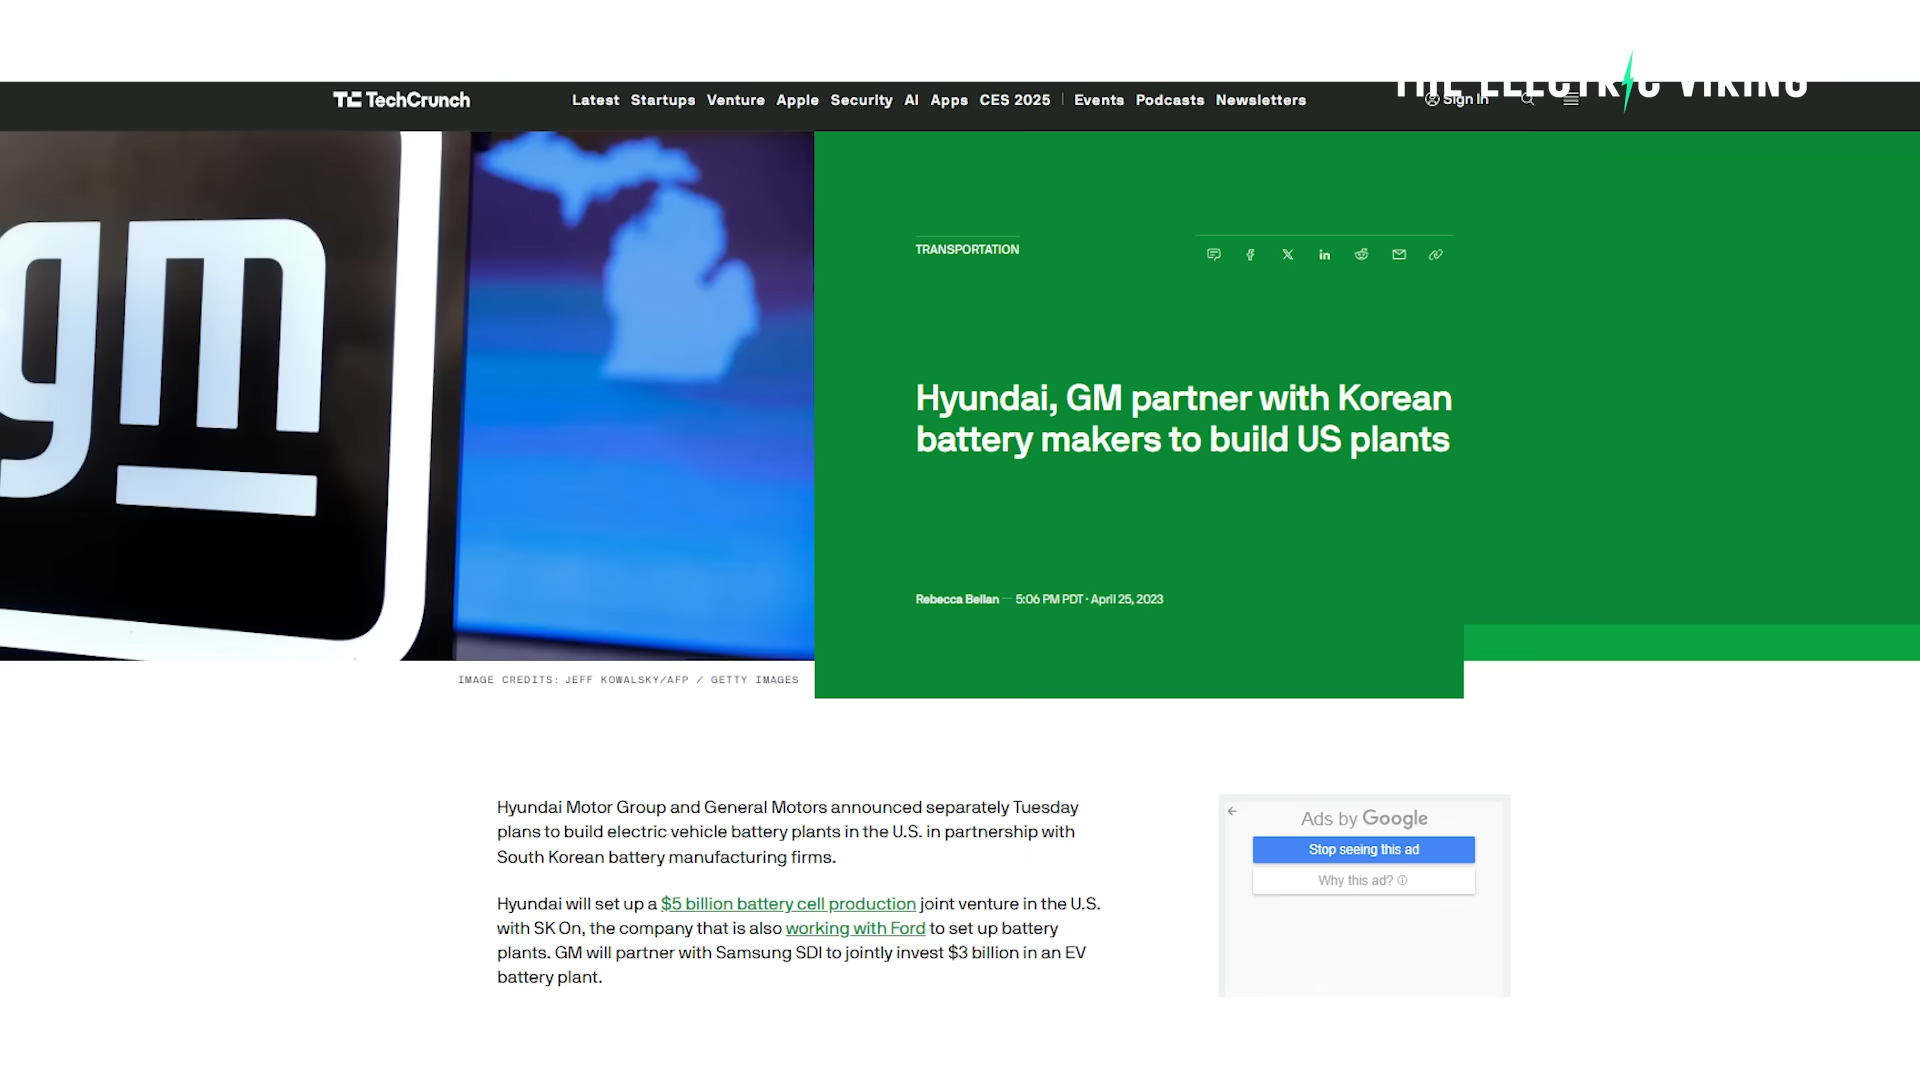 THE ELECTRIC VIKING
TechCrunch
Latest Startups Venture Apple Security AI Apps CES 2025 Events Podcasts Newsletters
Sign In
gm
TRANSPORTATION
Hyundai, GM partner with Korean
battery makers to build US plants
Rebecca Bellan — 5:06 PM PDT · April 25, 2023
IMAGE CREDITS: JEFF KOWALSKY/AFP / GETTY IMAGES
Hyundai Motor Group and General Motors announced separately Tuesday
plans to build electric vehicle battery plants in the U.S. in partnership with
South Korean battery manufacturing firms.
Hyundai will set up a $5 billion battery cell production joint venture in the U.S.
with SK On, the company that is also working with Ford to set up battery
plants. GM will partner with Samsung SDI to jointly invest $3 billion in an EV
battery plant.
Ads by Google
Stop seeing this ad
Why this ad?